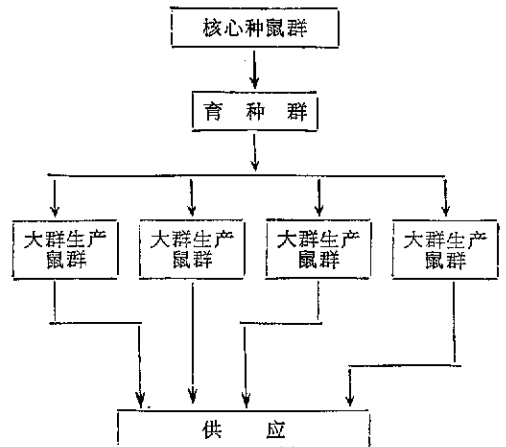 核心种鼠群
育 种 群
大群生产
鼠群
大群生产
鼠群
大群生产
鼠群
大群生产
鼠群
供 应